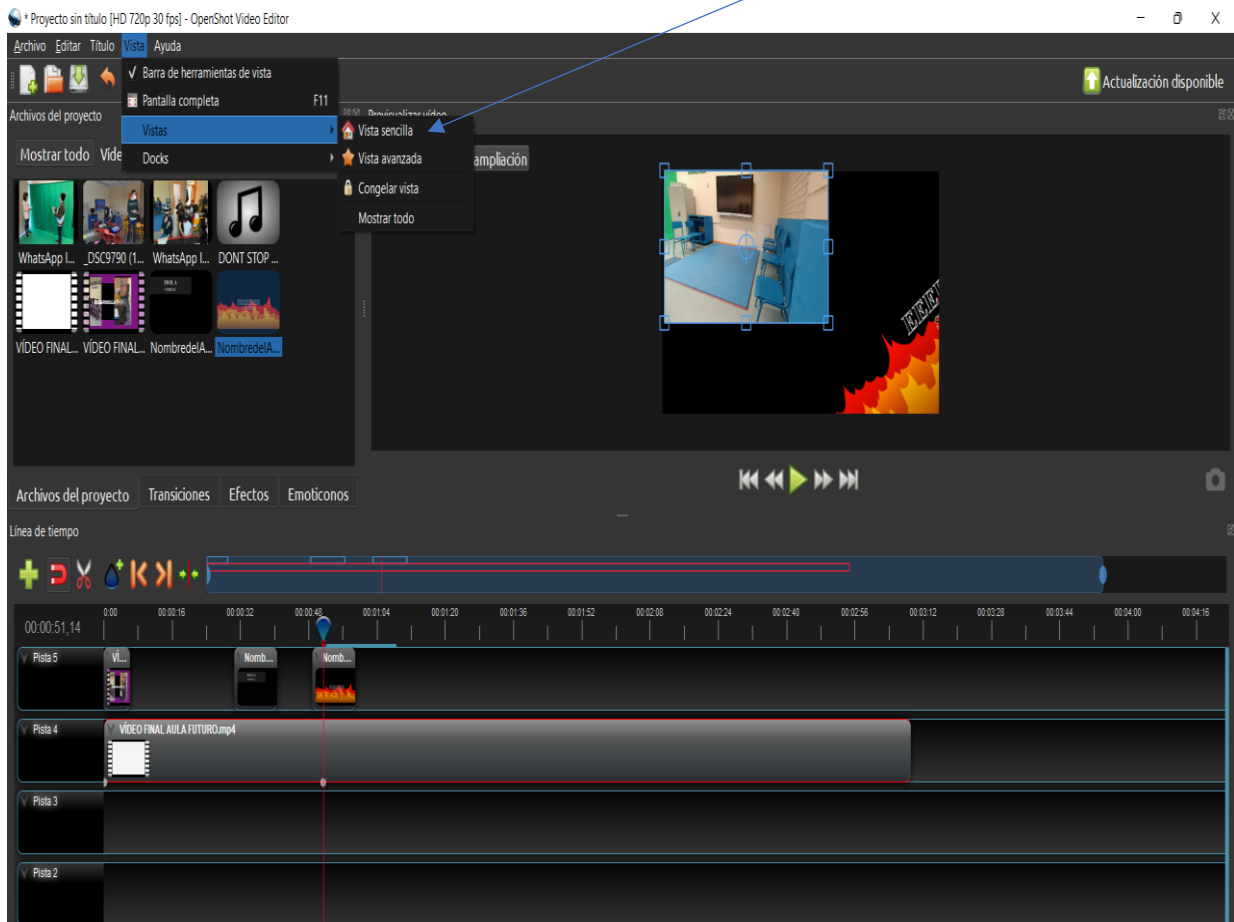 * Proyecto sin título [HD 720p 30 fps] - OpenShot Video Editor
Archivo Editar Título Vista Ayuda
✓ Barra de herramientas de vista
Pantalla completa F11
Vistas
Docks
Vista sencilla
Vista avanzada
Congelar vista
Mostrar todo
Actualización disponible
Archivos del proyecto
Previsualizar vídeo
Mostrar todo Víde
ampliación
WhatsApp I... _DSC9790 (1... WhatsApp I... DONT STOP ...
VÍDEO FINAL... VÍDEO FINAL... NombredelA... NombredelA...
Archivos del proyecto Transiciones Efectos Emoticonos
Línea de tiempo
00:00:51,14
0:00 00:00:16 00:00:32 00:00:48 00:01:04 00:01:20 00:01:36 00:01:52 00:02:08 00:02:24 00:02:40 00:02:56 00:03:12 00:03:28 00:03:44 00:04:00 00:04:16
Pista 5 VÍ... Nomb... Nomb...
Pista 4 VÍDEO FINAL AULA FUTURO.mp4
Pista 3
Pista 2